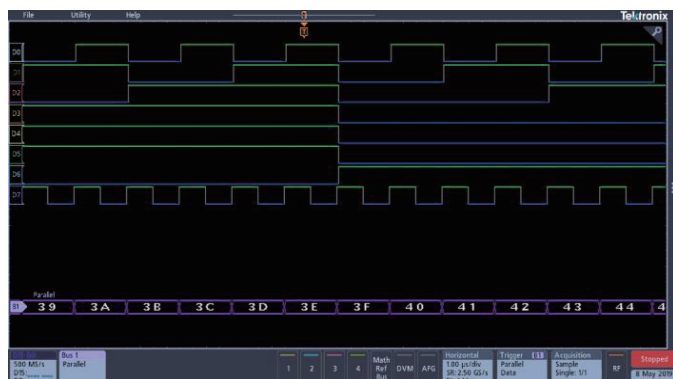 File Utility Help Tektronix
T
D0
D1
D2
D3
D4
D5
D6
D7
Parallel
B1 39 3A 3B 3C 3D 3E 3F 40 41 42 43 44 4
Bus 1
Parallel
500 MS/s
D15:
1 2 3 4
Math
Ref
Bus
DVM AFG
Horizontal
1.00 µs/div
SR: 2.50 GS/s
Trigger
Parallel
Data
Acquisition
Sample
Single: 1/1
RF
Stopped
8 May 2019